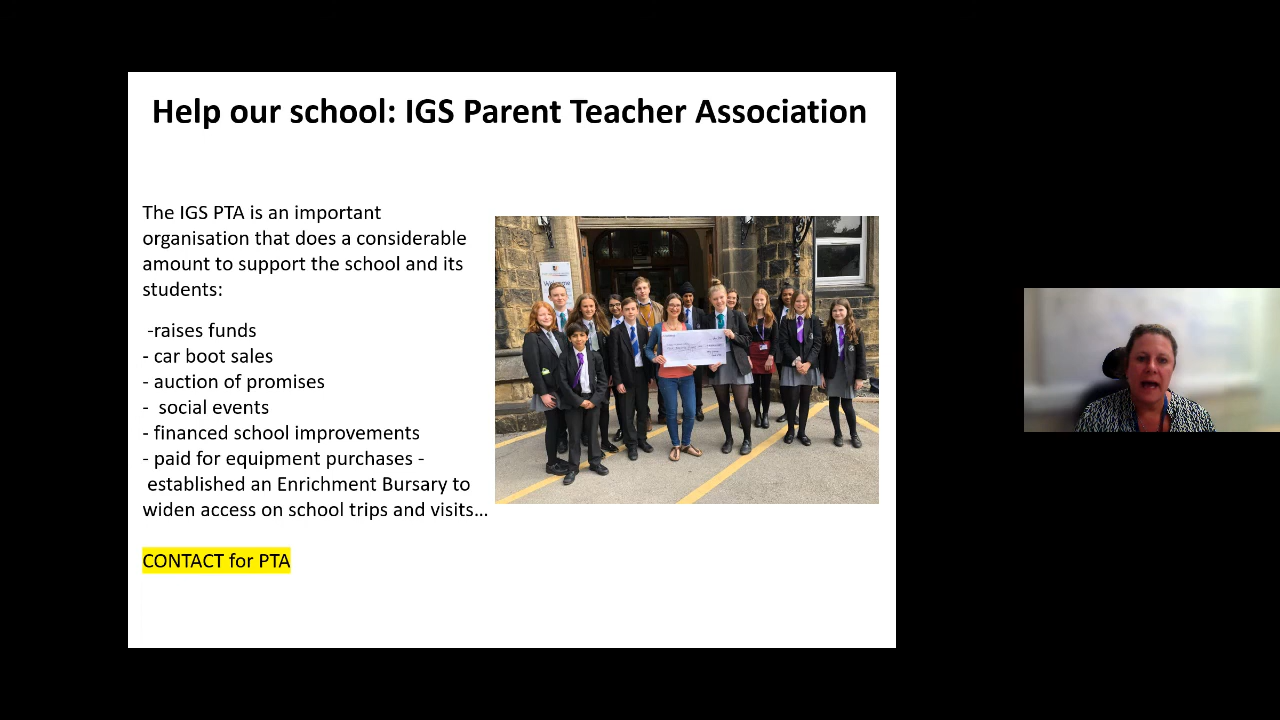 Help our school: IGS Parent Teacher Association
The IGS PTA is an important
organisation that does a considerable
amount to support the school and its
students:
-raises funds
- car boot sales
- auction of promises
- social events
- financed school improvements
- paid for equipment purchases -
established an Enrichment Bursary to
widen access on school trips and visits...
CONTACT for PTA
Welcome